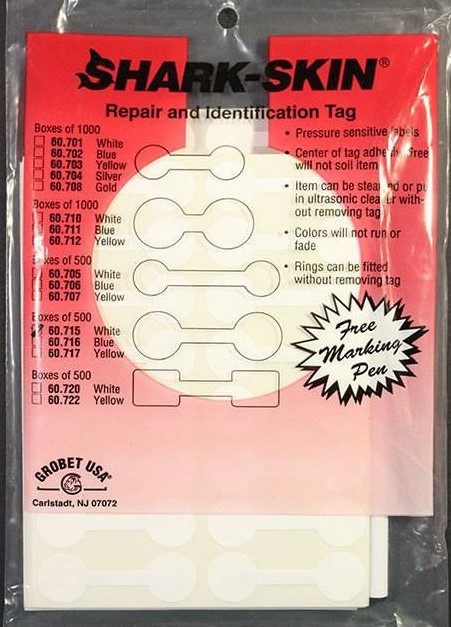 SHARK-SKIN®
Repair and Identification Tag
Boxes of 1000
60.701 White
60.702 Blue
60.703 Yellow
60.704 Silver
60.708 Gold
Boxes of 1000
60.710 White
60.711 Blue
60.712 Yellow
Boxes of 500
60.705 White
60.706 Blue
60.707 Yellow
Boxes of 500
60.715 White
60.716 Blue
60.717 Yellow
Boxes of 500
60.720 White
60.722 Yellow
• Pressure sensitive labels
• Center of tag adhesive free
will not soil item
• Item can be steamed or put
in ultrasonic cleaner with-
out removing tag
• Colors will not run or
fade
• Rings can be fitted
without removing tag
Free
Marking
Pen
GROBET USA®
Carlstadt, NJ 07072